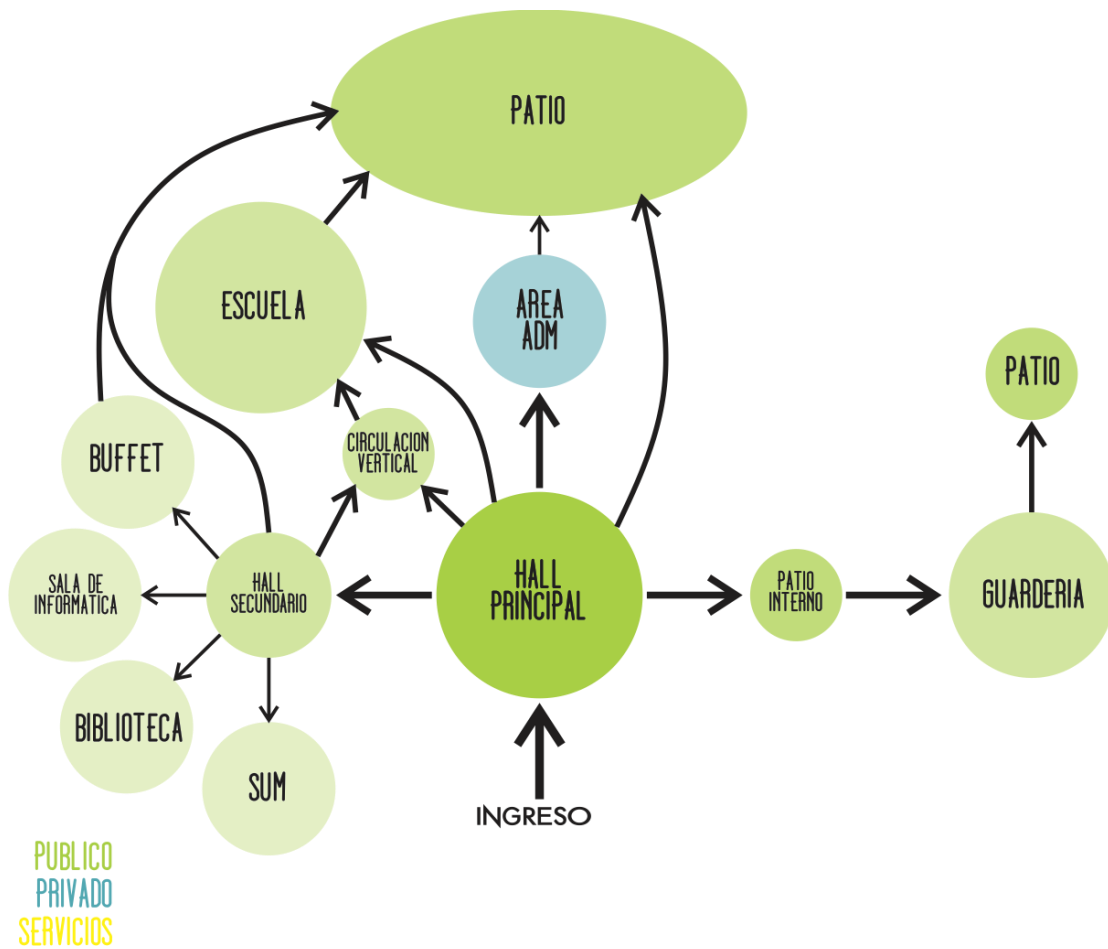 PATIO
ESCUELA
AREA
ADM
PATIO
CIRCULACION
VERTICAL
BUFFET
SALA DE
INFORMATICA
HALL
SECUNDÁRIO
HALL
PRINCIPAL
PATIO
INTERNO
GUARDERIA
BIBLIOTECA
SUM
INGRESO
PUBLICO
PRIVADO
SERVICIOS